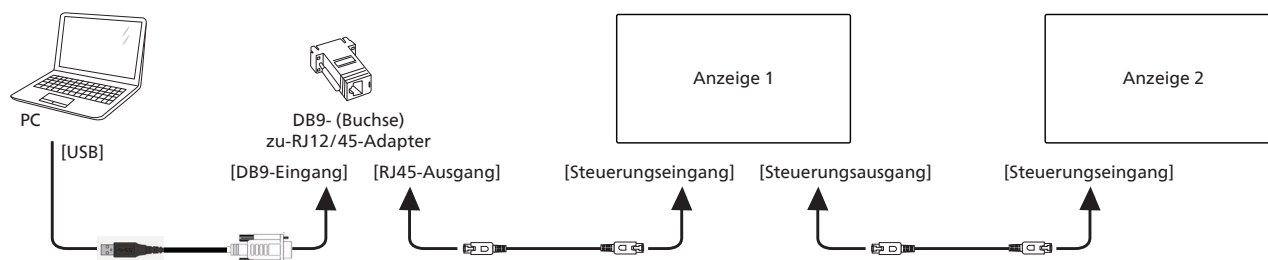 PC
[USB]
DB9- (Buchse)
zu-RJ12/45-Adapter
[DB9-Eingang]
[RJ45-Ausgang]
Anzeige 1
[Steuerungseingang]
[Steuerungsausgang]
Anzeige 2
[Steuerungseingang]